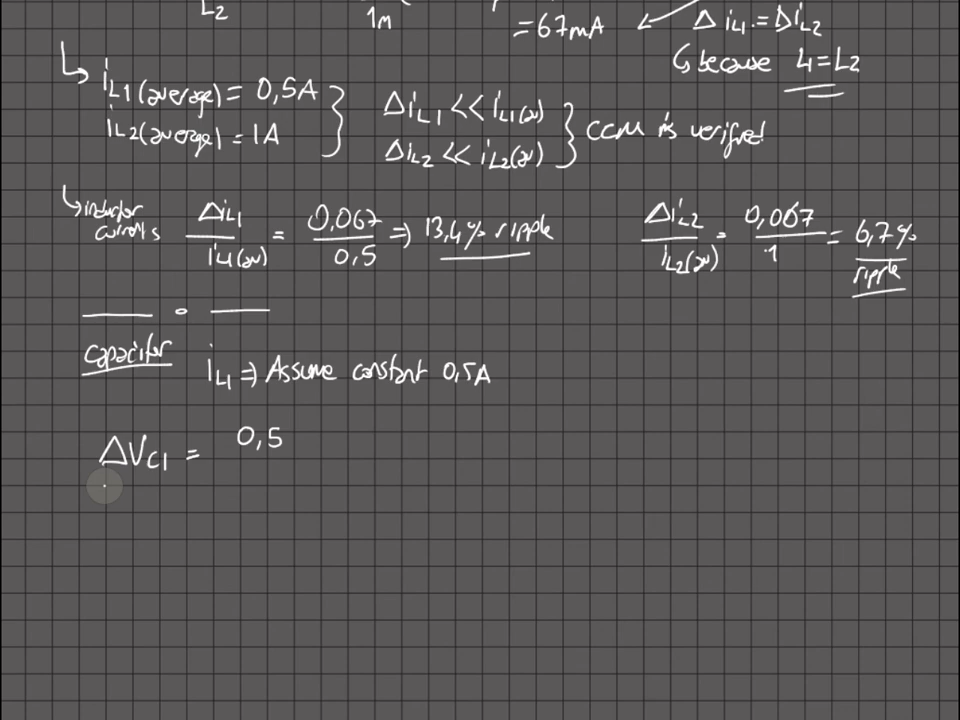 L2
1m
= 67mA
Δ iL1 = ΔiL2
↳ because L1 = L2
↳ iL1 (average) = 0,5A
iL2 (average) = 1A
ΔiL1 << iL1(av)
ΔiL2 << iL2(av)
CCM is verified
↳ inductor currents ΔiL1 / iL1(av) = 0,067 / 0,5 ⇒ 13,4% ripple
ΔiL2 / iL2(av) = 0,067 / 1 = 6,7% ripple
capacitor iL1 ⇒ Assume constant 0,5A
ΔVC1 = 0,5